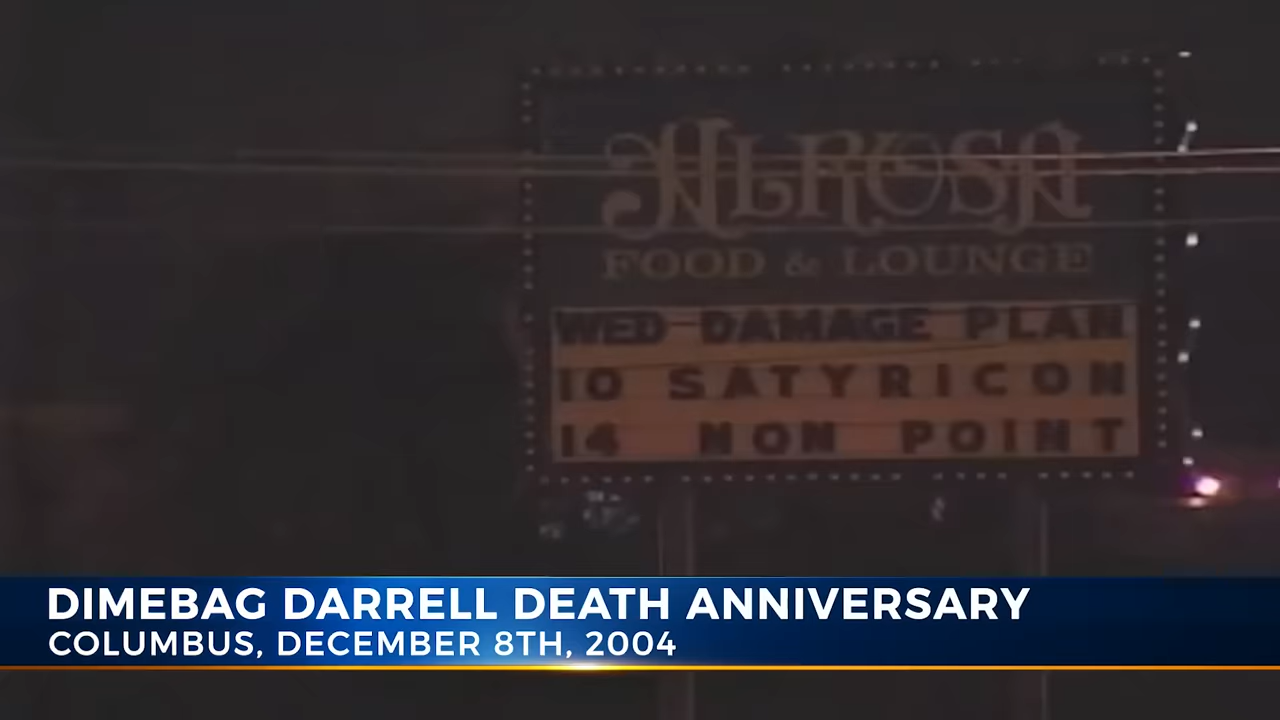 ALROSA
FOOD & LOUNGE
WED DAMAGE PLAN
10 SATYRICON
14 NON POINT
DIMEBAG DARRELL DEATH ANNIVERSARY
COLUMBUS, DECEMBER 8TH, 2004